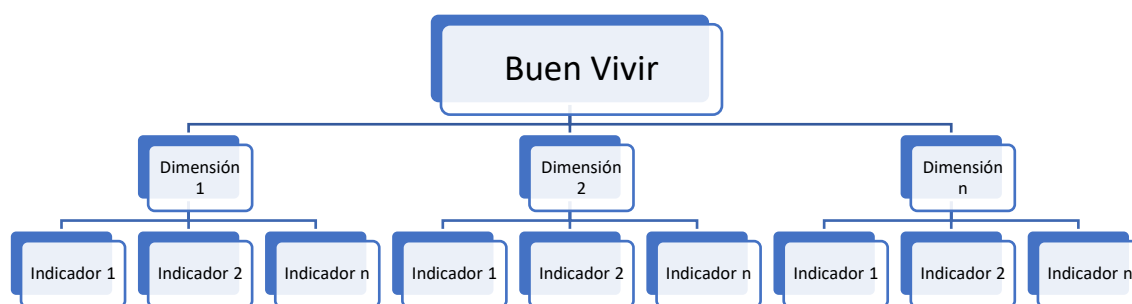 Buen Vivir
Dimensión
1
Dimensión
2
Dimensión
n
Indicador 1
Indicador 2
Indicador n
Indicador 1
Indicador 2
Indicador n
Indicador 1
Indicador 2
Indicador n